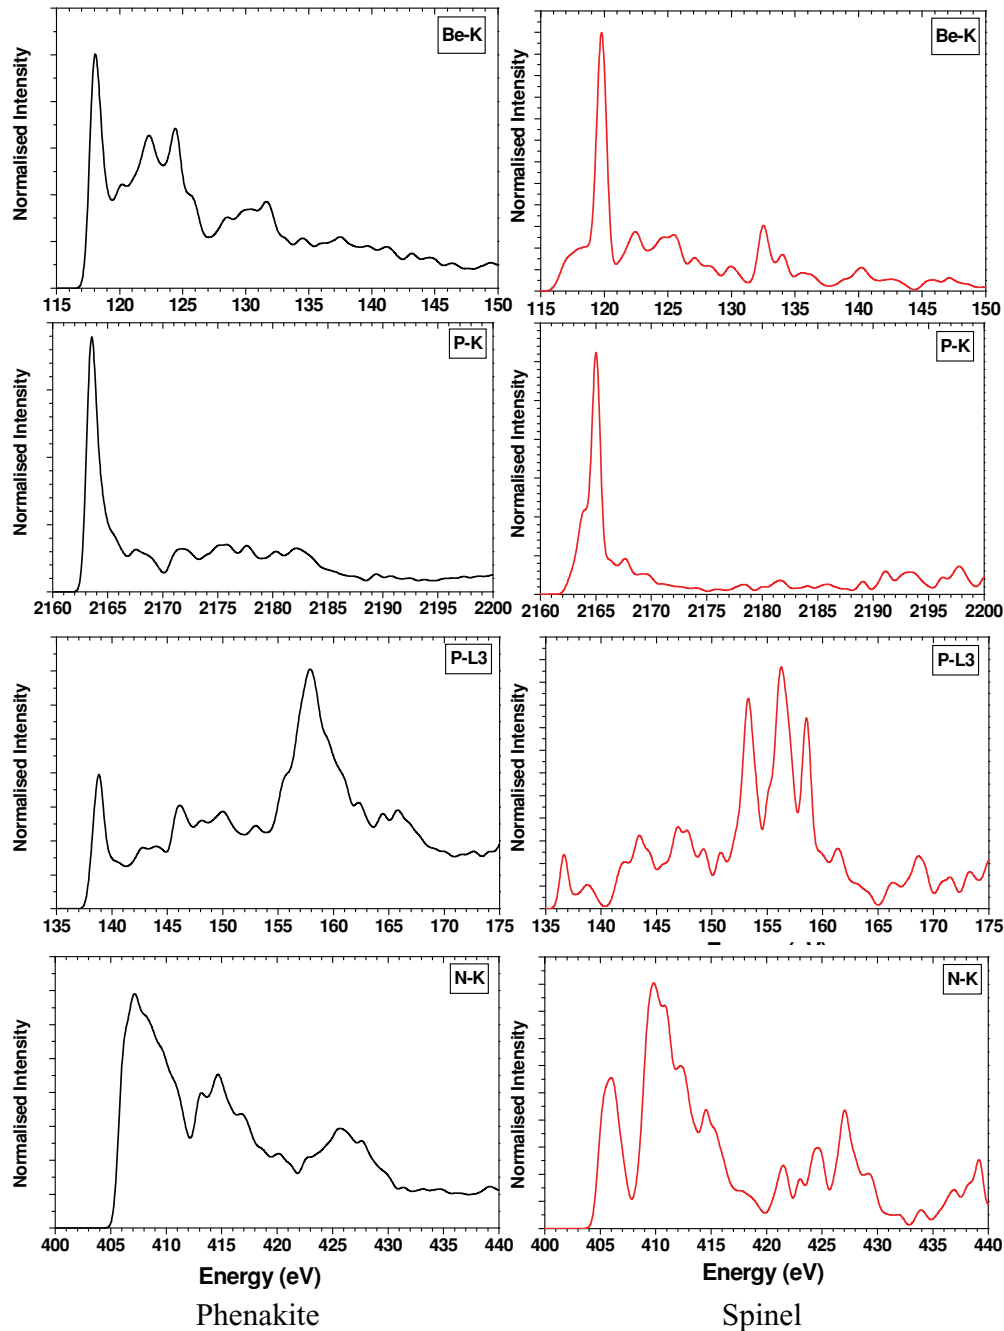 Be-K
Normalised Intensity
115 120 125 130 135 140 145 150
Be-K
Normalised Intensity
115 120 125 130 135 140 145 150
P-K
Normalised Intensity
2160 2165 2170 2175 2180 2185 2190 2195 2200
P-K
Normalised Intensity
2160 2165 2170 2175 2180 2185 2190 2195 2200
P-L3
Normalised Intensity
135 140 145 150 155 160 165 170 175
P-L3
Normalised Intensity
135 140 145 150 155 160 165 170 175
N-K
Normalised Intensity
400 405 410 415 420 425 430 435 440
Energy (eV)
Phenakite
N-K
Normalised Intensity
400 405 410 415 420 425 430 435 440
Energy (eV)
Spinel